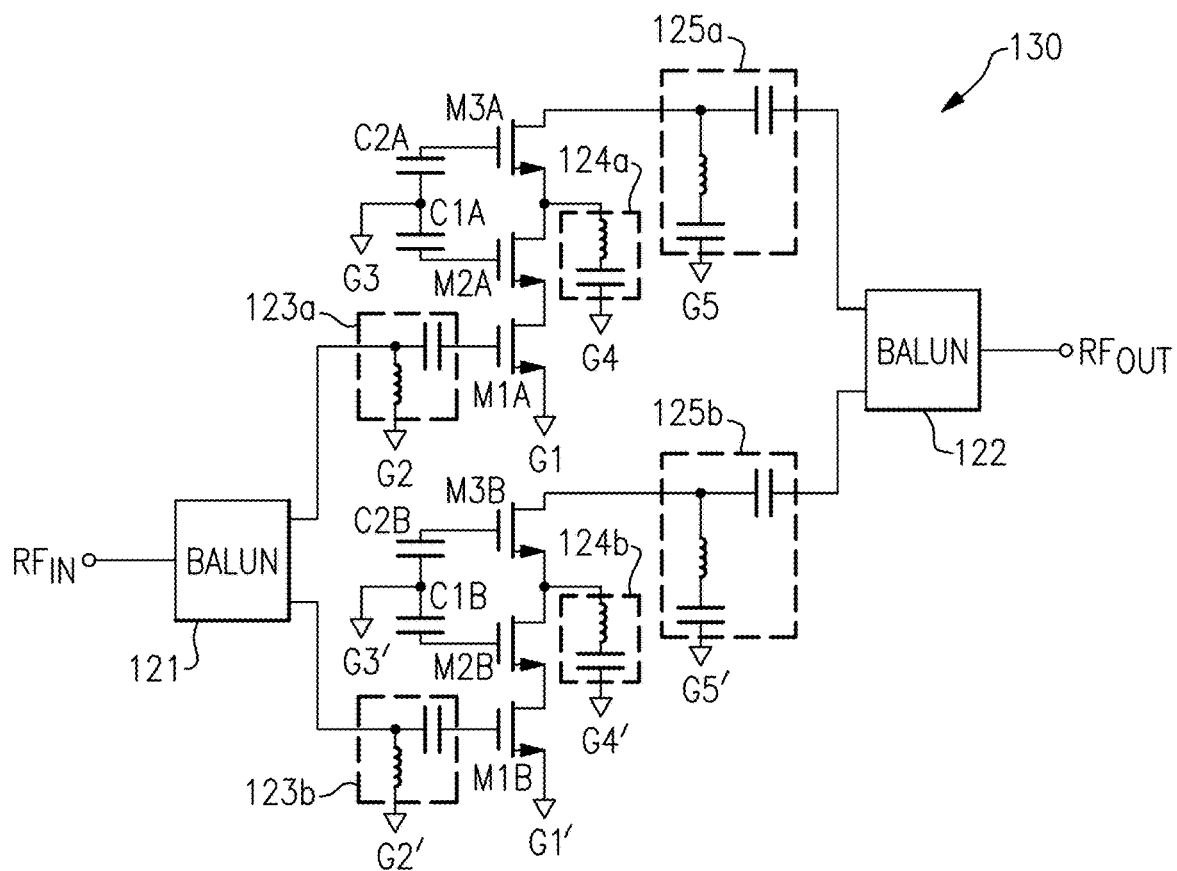 125a
130
M3A
C2A
124a
C1A
G3
M2A
G5
123a
G4
BALUN
RFOUT
M1A
125b
G2
G1
122
M3B
C2B
124b
RFIN
BALUN
C1B
G3′
M2B
121
G5′
G4′
123b
M1B
G2′
G1′